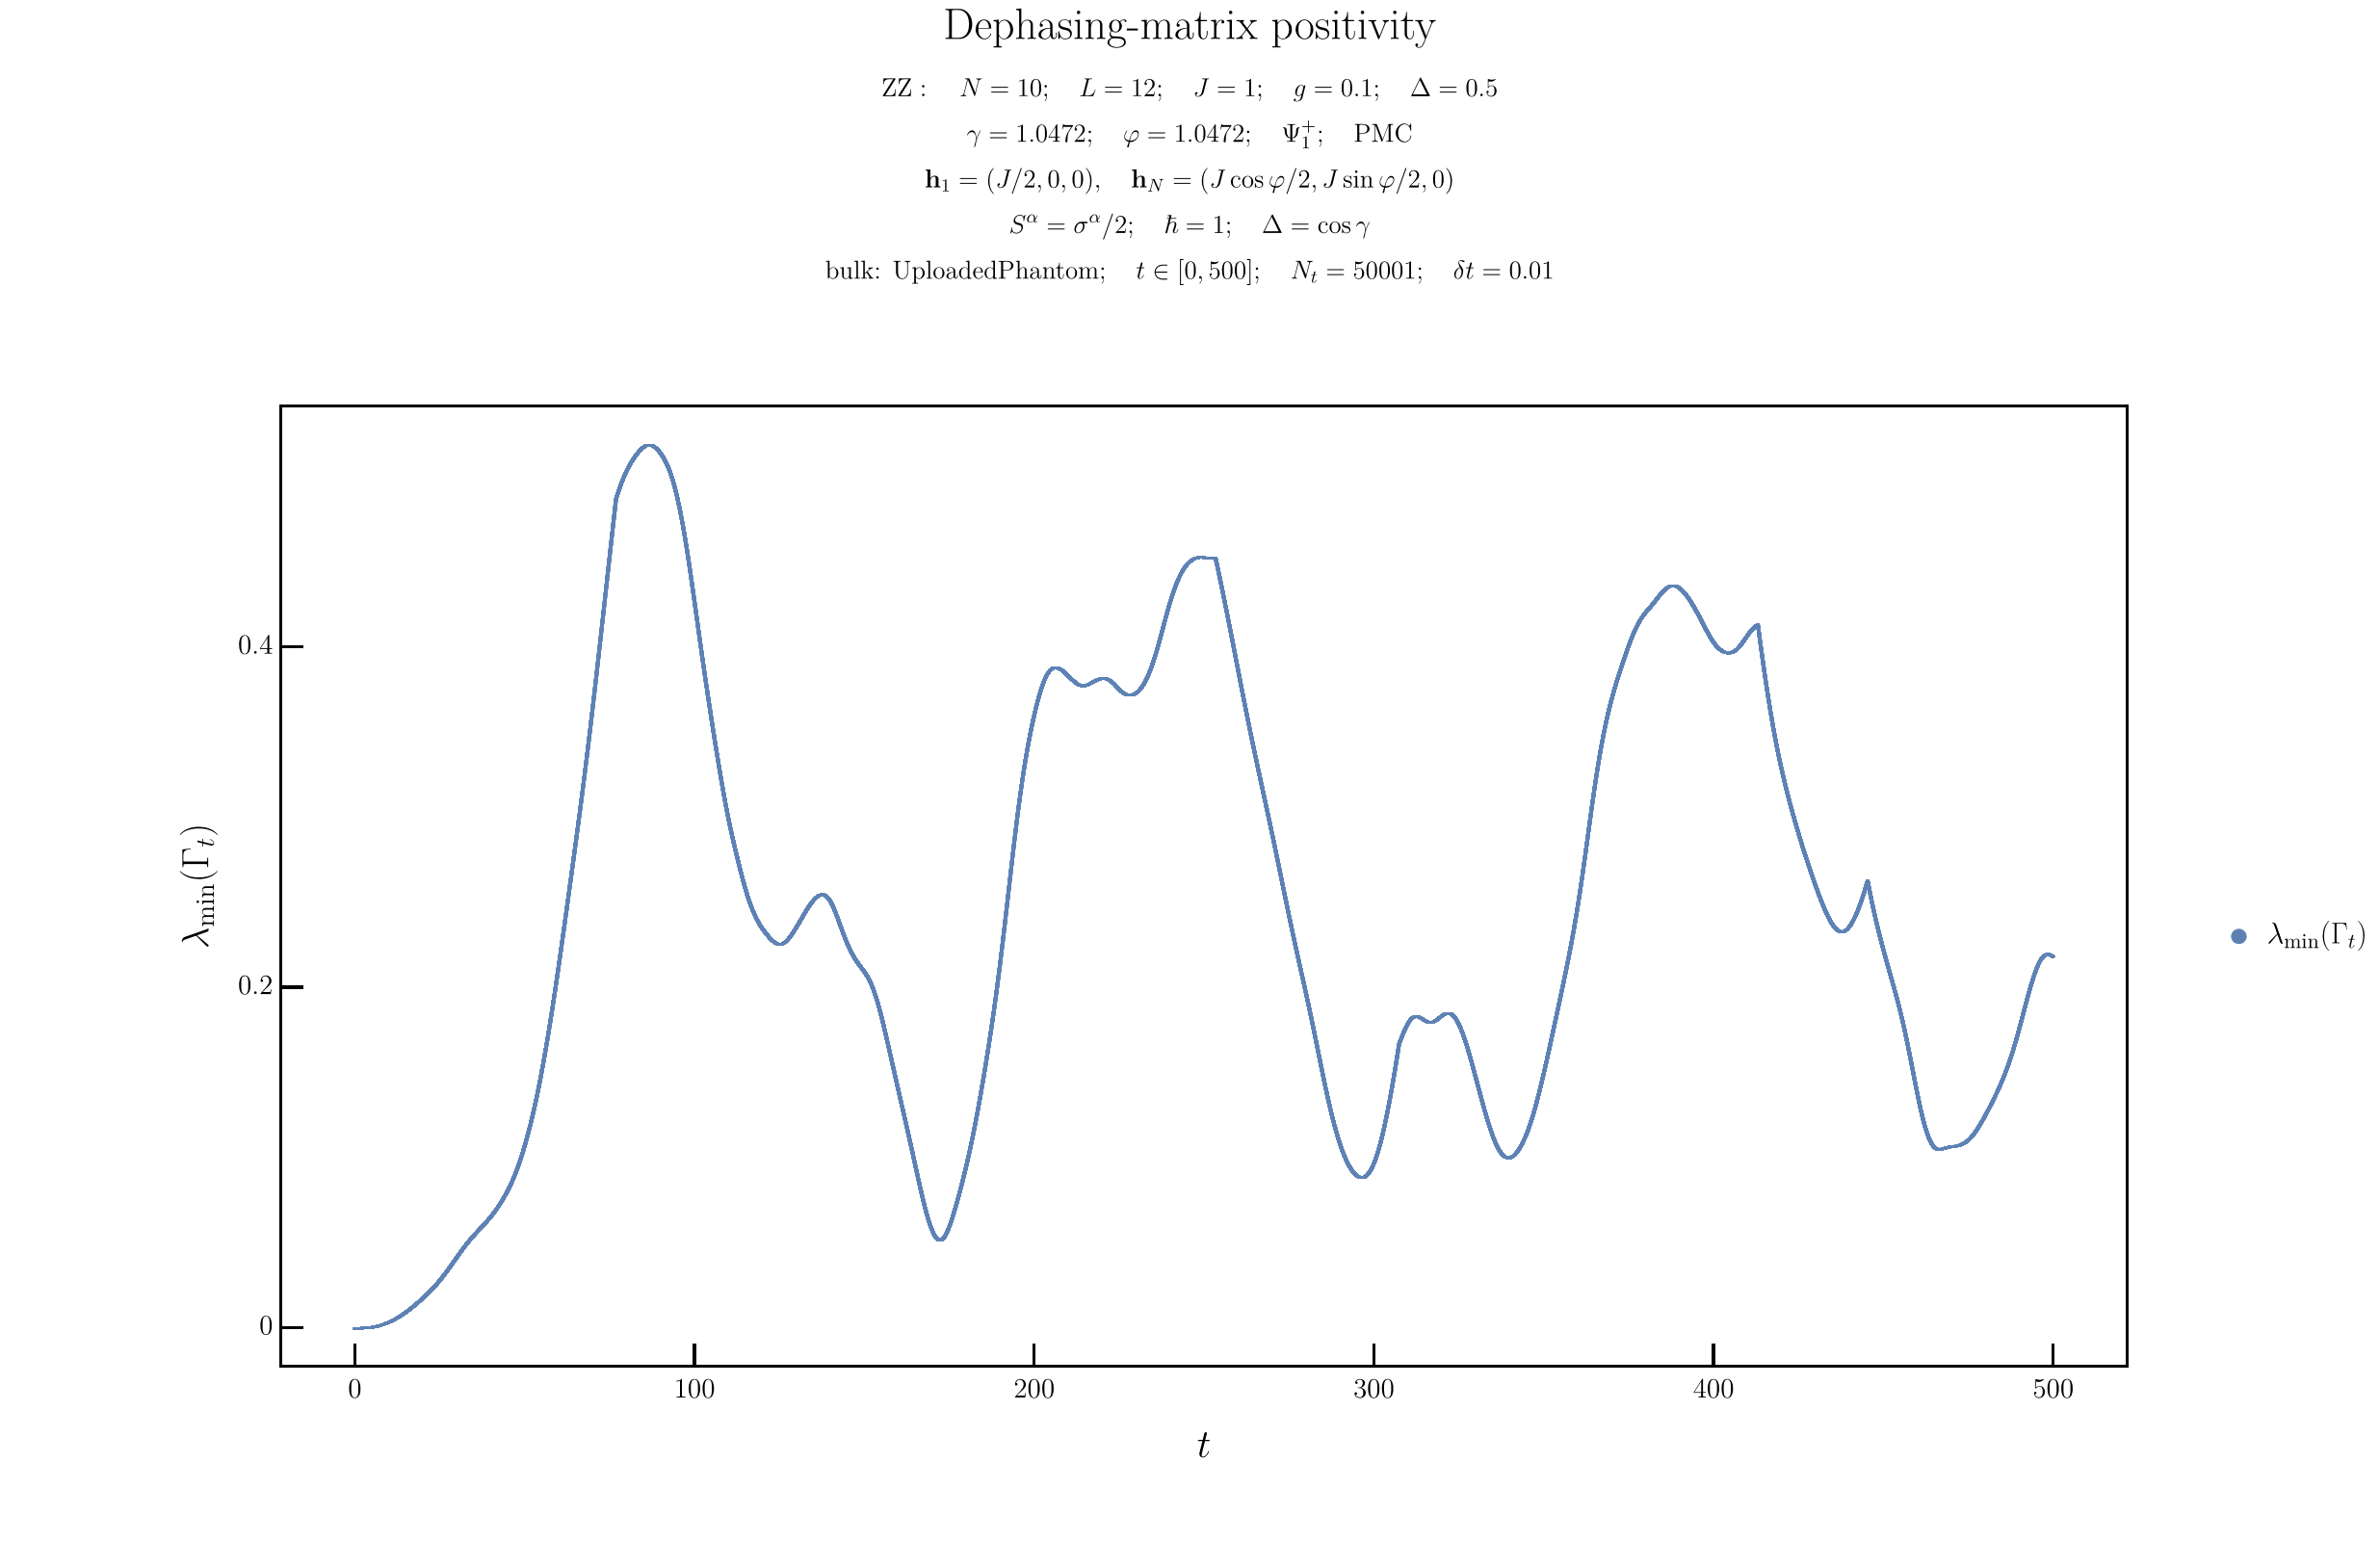 Dephasing-matrix positivity
ZZ : N = 10; L = 12; J = 1; g = 0.1; Δ = 0.5
γ = 1.0472; φ = 1.0472; Ψ₁⁺; PMC
h₁ = (J/2, 0, 0), h_N = (J cos φ/2, J sin φ/2, 0)
S^α = σ^α/2; ħ = 1; Δ = cos γ
bulk: UploadedPhantom; t ∈ [0, 500]; N_t = 50001; δt = 0.01
λ_min(Γ_t)
0.4
0.2
0
λ_min(Γ_t)
0 100 200 300 400 500
t